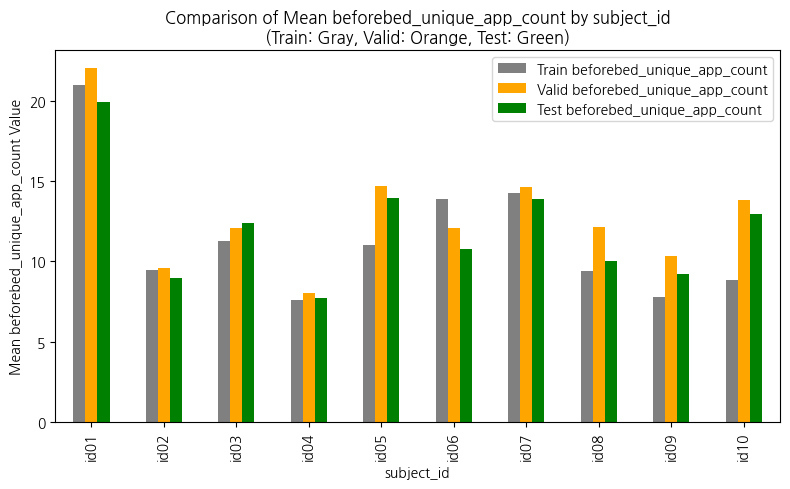 Comparison of Mean beforebed_unique_app_count by subject_id
(Train: Gray, Valid: Orange, Test: Green)
Train beforebed_unique_app_count
Valid beforebed_unique_app_count
Test beforebed_unique_app_count
Mean beforebed_unique_app_count Value
20
15
10
5
0
id01
id02
id03
id04
id05
id06
id07
id08
id09
id10
subject_id